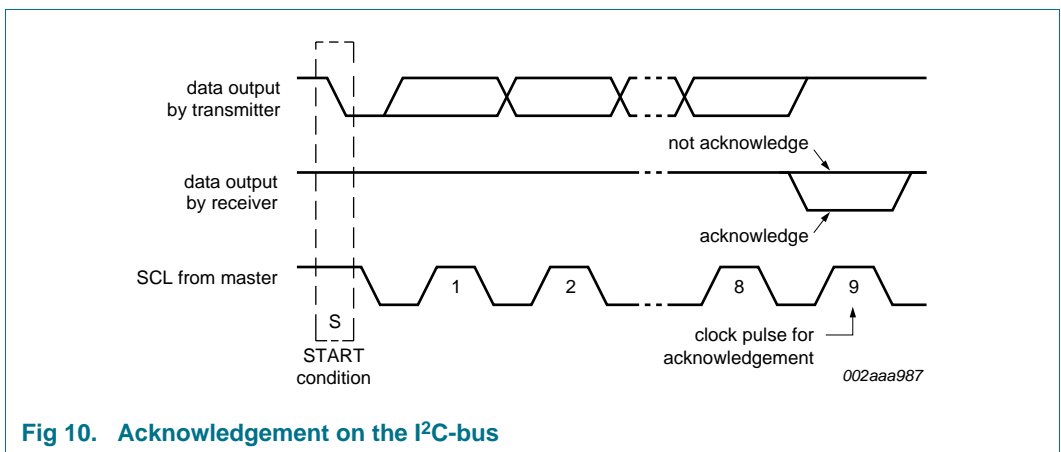 data output
by transmitter
not acknowledge
data output
by receiver
acknowledge
SCL from master
1
2
8
9
S
START
condition
clock pulse for
acknowledgement
002aaa987
Fig 10. Acknowledgement on the I²C-bus